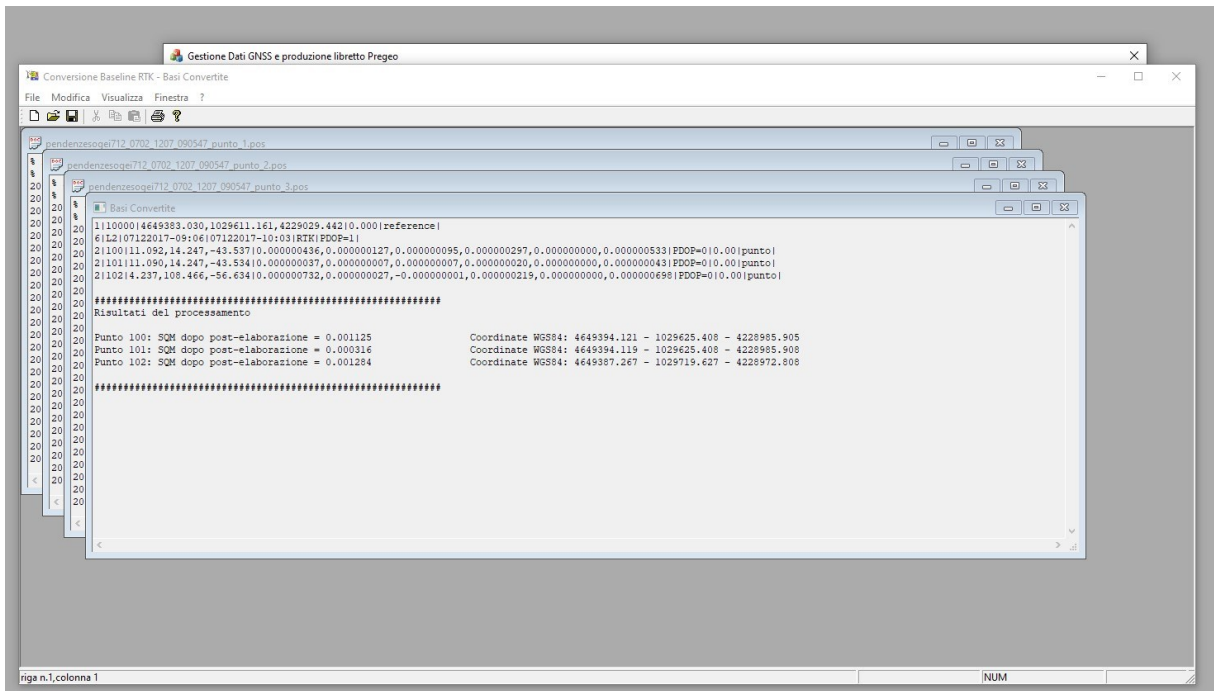 Gestione Dati GNSS e produzione libretto Pregeo
Conversione Baseline RTK - Basi Convertite
File Modifica Visualizza Finestra ?
pendenzesogei712_0702_1207_090547_punto_1.pos
pendenzesogei712_0702_1207_090547_punto_2.pos
pendenzesogei712_0702_1207_090547_punto_3.pos
Basi Convertite
1|10000|4649383.030,1029611.161,4229029.442|0.000|reference|
6|L2|07122017-09:06|07122017-10:03|RTK|PDOP=1|
2|100|11.092,14.247,-43.537|0.000000436,0.000000127,0.000000095,0.000000297,0.000000000,0.000000533|PDOP=0|0.00|punto|
2|101|11.090,14.247,-43.534|0.000000037,0.000000007,0.000000007,0.000000020,0.000000000,0.000000043|PDOP=0|0.00|punto|
2|102|4.237,108.466,-56.634|0.000000732,0.000000027,-0.000000001,0.000000219,0.000000000,0.000000698|PDOP=0|0.00|punto|
############################################################
Risultati del processamento
Punto 100: SQM dopo post-elaborazione = 0.001125 Coordinate WGS84: 4649394.121 - 1029625.408 - 4228985.905
Punto 101: SQM dopo post-elaborazione = 0.000316 Coordinate WGS84: 4649394.119 - 1029625.408 - 4228985.908
Punto 102: SQM dopo post-elaborazione = 0.001284 Coordinate WGS84: 4649387.267 - 1029719.627 - 4228972.808
############################################################
riga n.1,colonna 1
NUM